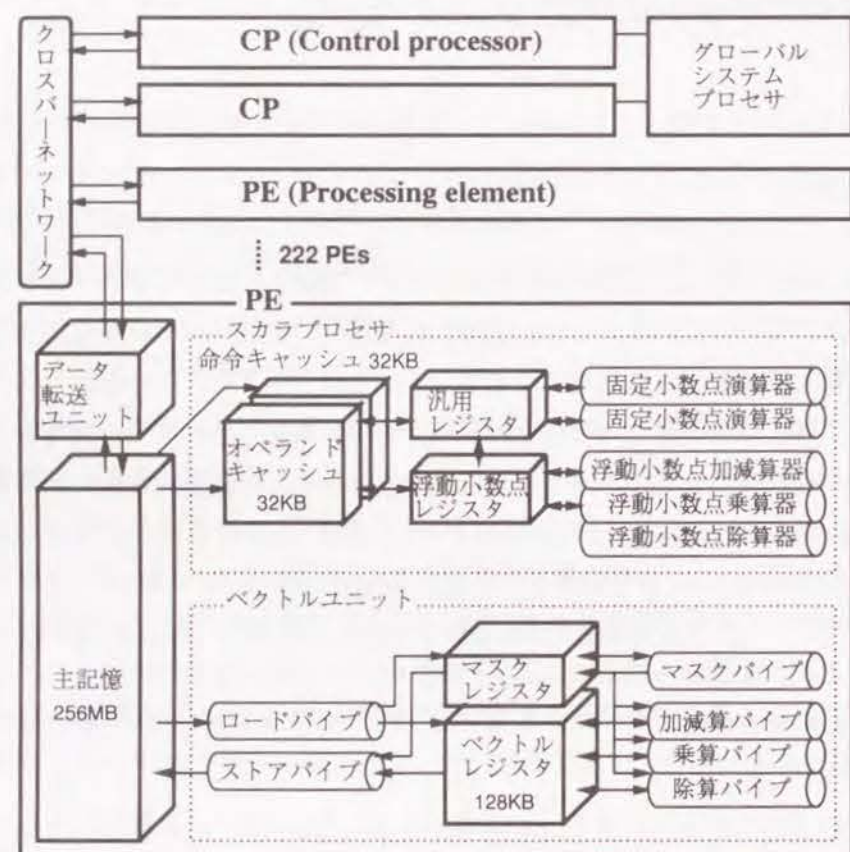 クロスバーネットワーク
CP (Control processor)
CP
グローバル
システム
プロセサ
PE (Processing element)
222 PEs
PE
データ
転送
ユニット
スカラプロセサ
命令キャッシュ 32KB
オペランド
キャッシュ
32KB
汎用
レジスタ
浮動小数点
レジスタ
固定小数点演算器
固定小数点演算器
浮動小数点加減算器
浮動小数点乗算器
浮動小数点除算器
主記憶
256MB
ベクトルユニット
ロードパイプ
ストアパイプ
マスク
レジスタ
ベクトル
レジスタ
128KB
マスクパイプ
加減算パイプ
乗算パイプ
除算パイプ